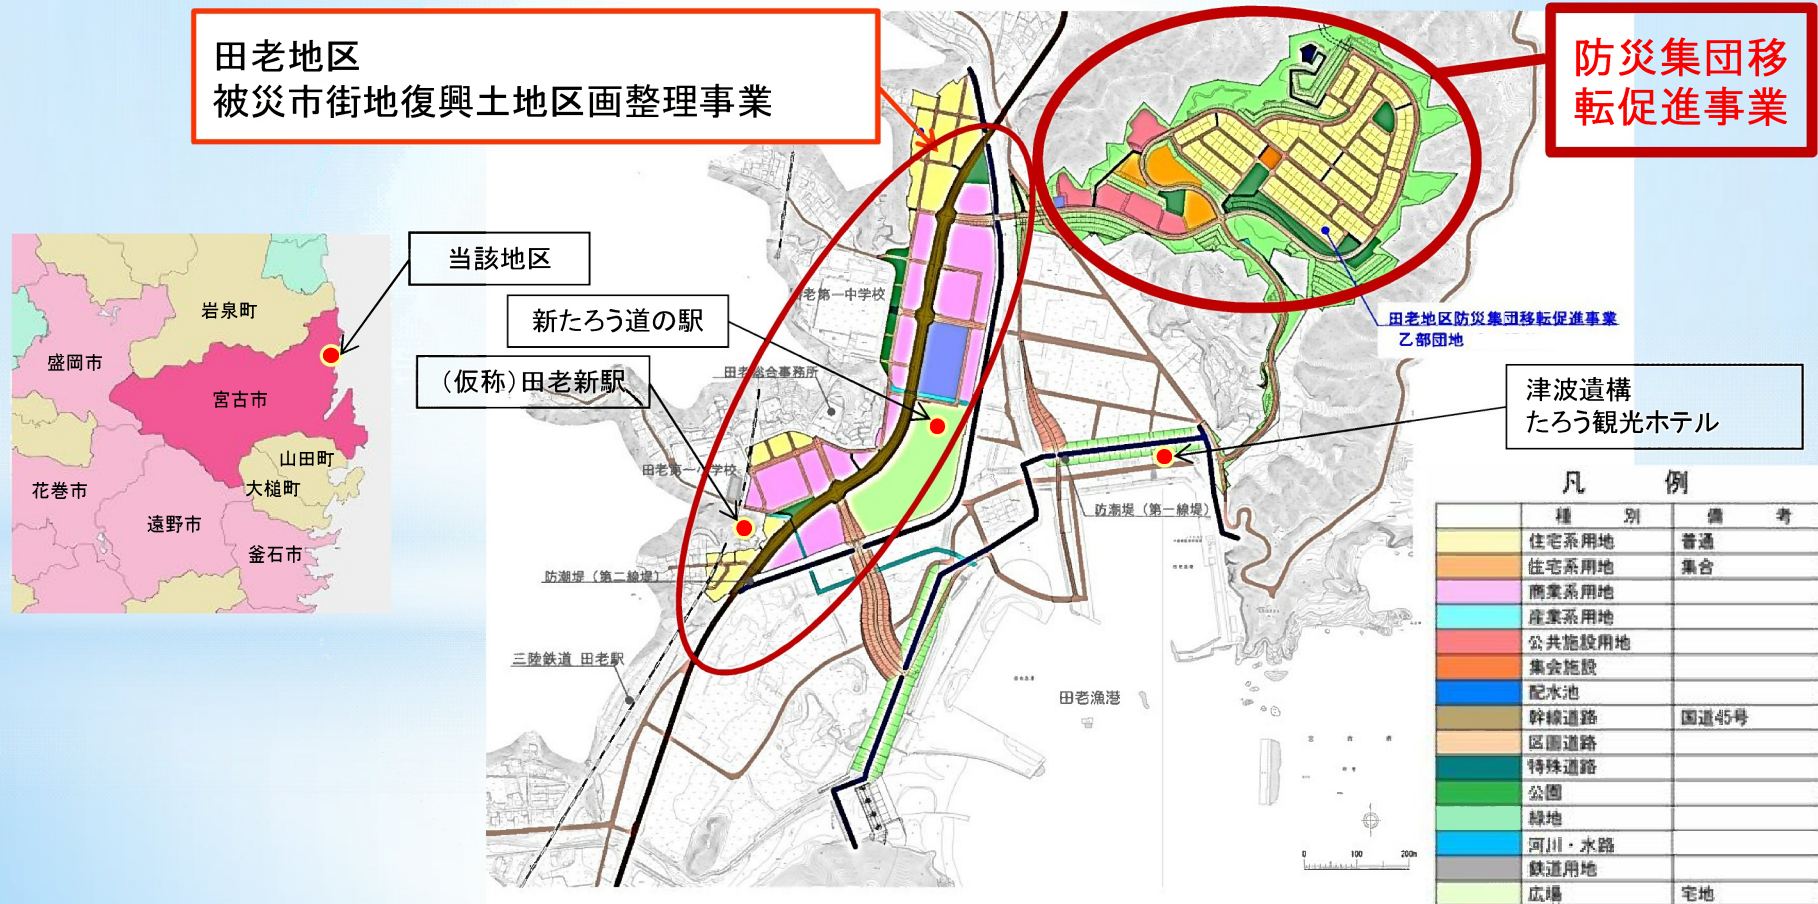 田老地区
被災市街地復興土地区画整理事業
防災集団移
転促進事業
当該地区
岩泉町
盛岡市
宮古市
山田町
大槌町
花巻市
遠野市
釜石市
新たろう道の駅
(仮称)田老新駅
老第一中学校
田老総合事務所
田老第一小学校
田老地区防災集団移転促進事業
乙部団地
津波遺構
たろう観光ホテル
防潮堤(第一線堤)
防潮堤(第二線堤)
三陸鉄道 田老駅
田老漁港
0 100 200m
凡 例
種 別 備 考
住宅系用地 普通
住宅系用地 集合
商業系用地
産業系用地
公共施設用地
集会施設
配水池
幹線道路 国道45号
区画道路
特殊道路
公園
緑地
河川・水路
鉄道用地
広場 宅地